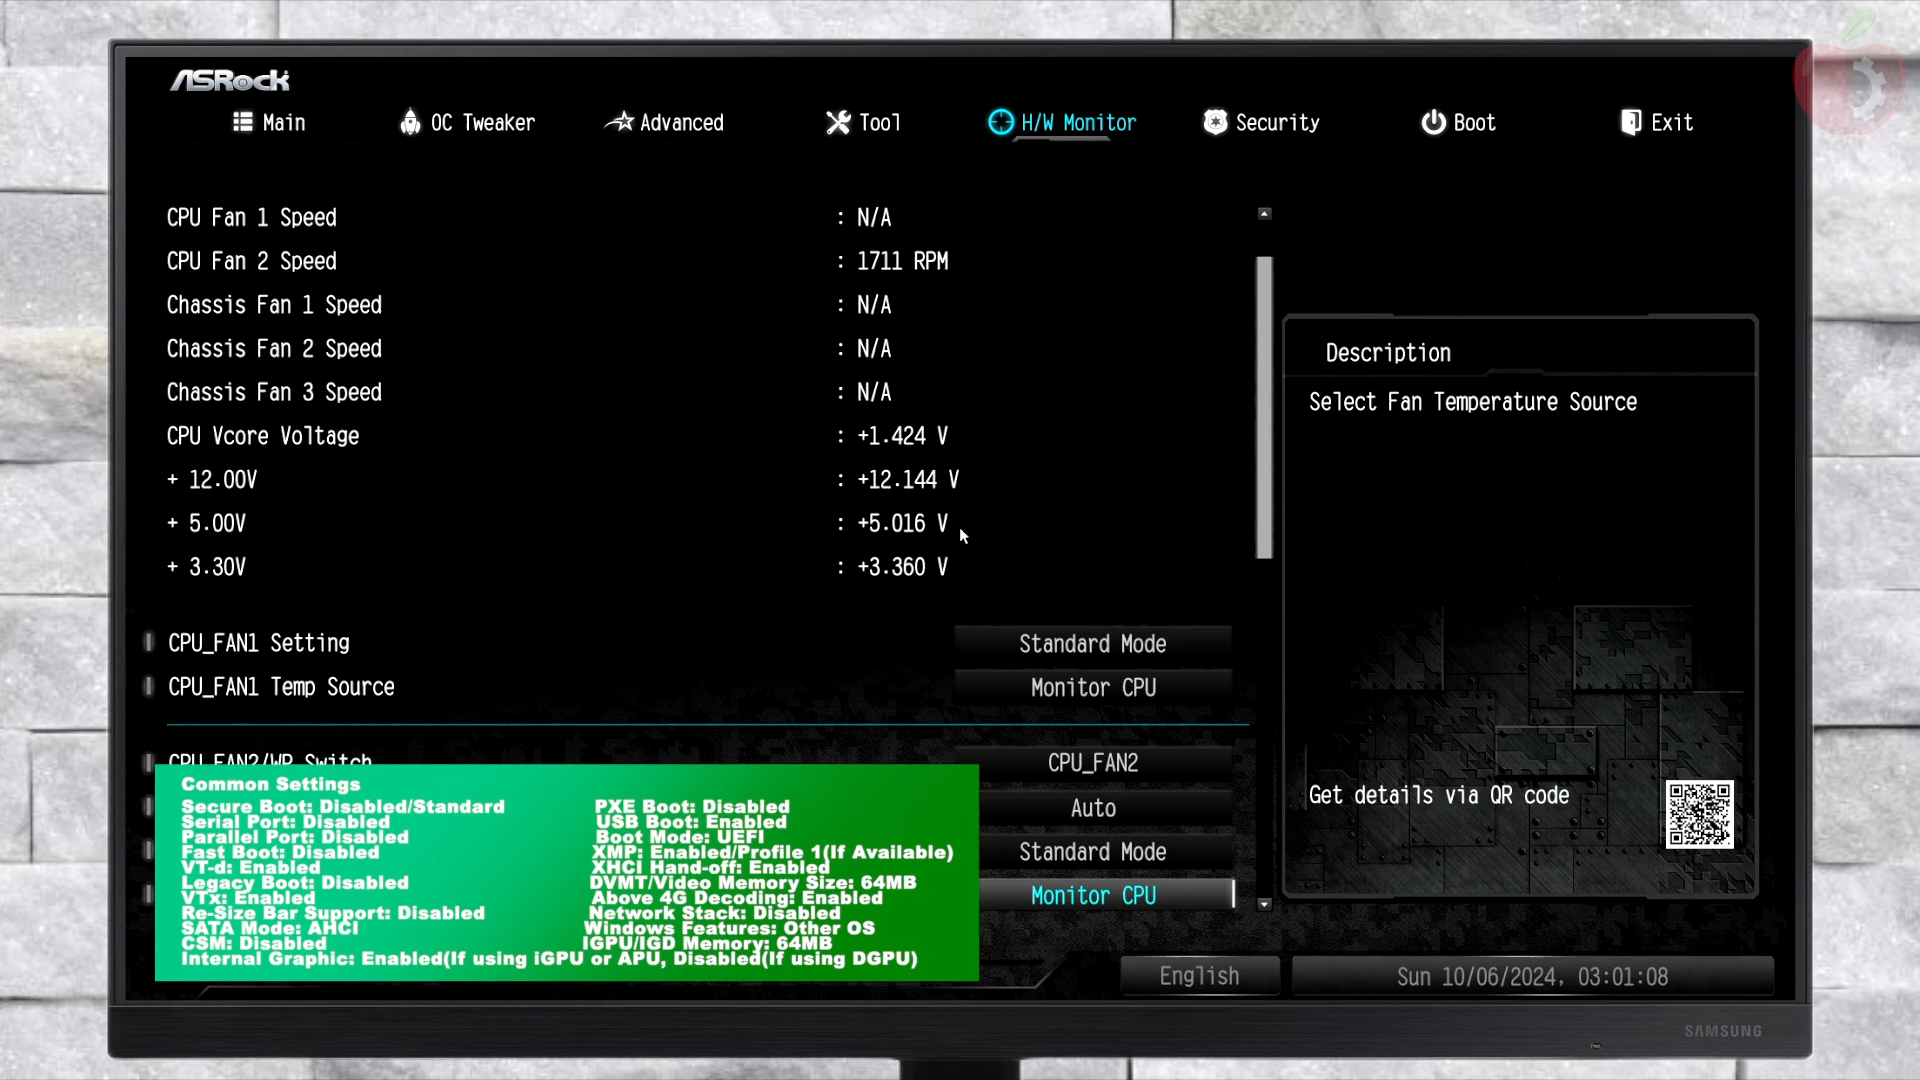 ASRock
Main OC Tweaker Advanced Tool H/W Monitor Security Boot Exit
CPU Fan 1 Speed : N/A
CPU Fan 2 Speed : 1711 RPM
Chassis Fan 1 Speed : N/A
Chassis Fan 2 Speed : N/A
Chassis Fan 3 Speed : N/A
CPU Vcore Voltage : +1.424 V
+ 12.00V : +12.144 V
+ 5.00V : +5.016 V
+ 3.30V : +3.360 V
CPU_FAN1 Setting Standard Mode
CPU_FAN1 Temp Source Monitor CPU
CPU_FAN2/WP Switch CPU_FAN2
Auto
Standard Mode
Monitor CPU
Description
Select Fan Temperature Source
Get details via QR code
Common Settings
Secure Boot: Disabled/Standard PXE Boot: Disabled
Serial Port: Disabled USB Boot: Enabled
Parallel Port: Disabled Boot Mode: UEFI
Fast Boot: Disabled XMP: Enabled/Profile 1(If Available)
VT-d: Enabled XHCI Hand-off: Enabled
Legacy Boot: Disabled DVMT/Video Memory Size: 64MB
VTx: Enabled Above 4G Decoding: Enabled
Re-Size Bar Support: Disabled Network Stack: Disabled
SATA Mode: AHCI Windows Features: Other OS
CSM: Disabled IGPU/IGD Memory: 64MB
Internal Graphic: Enabled(If using iGPU or APU, Disabled(If using DGPU)
English Sun 10/06/2024, 03:01:08
SAMSUNG